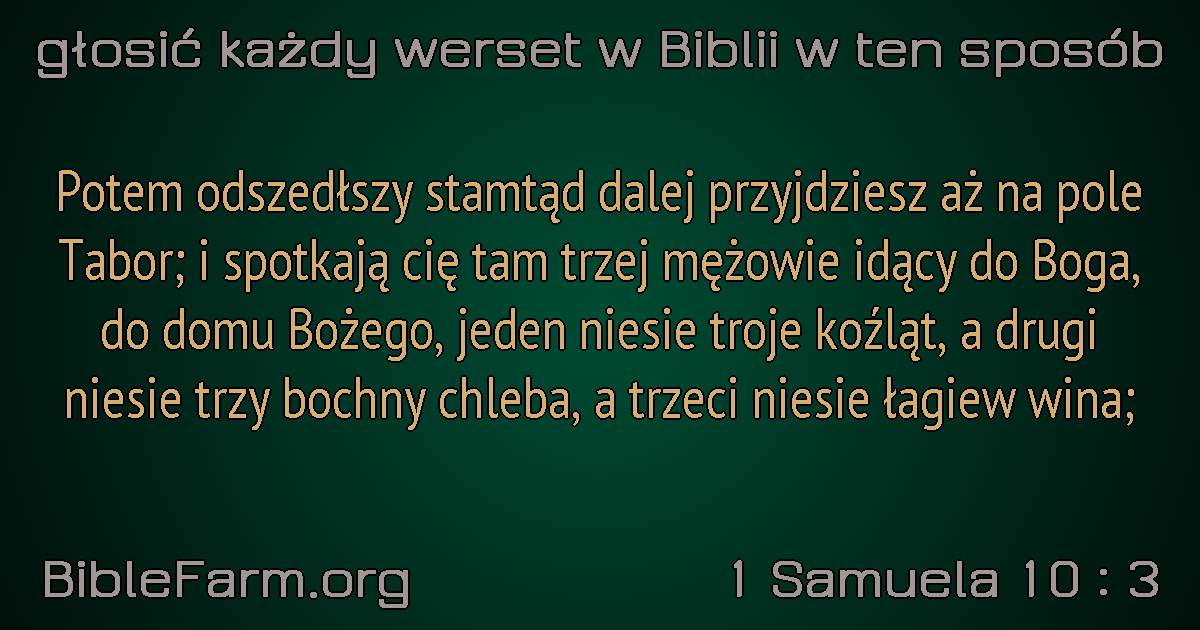 głosić każdy werset w Biblii w ten sposób
Potem odszedłszy stamtąd dalej przyjdziesz aż na pole
Tabor; i spotkają cię tam trzej mężowie idący do Boga,
do domu Bożego, jeden niesie troje koźląt, a drugi
niesie trzy bochny chleba, a trzeci niesie łagiew wina;
BibleFarm.org
1 Samuela 10 : 3